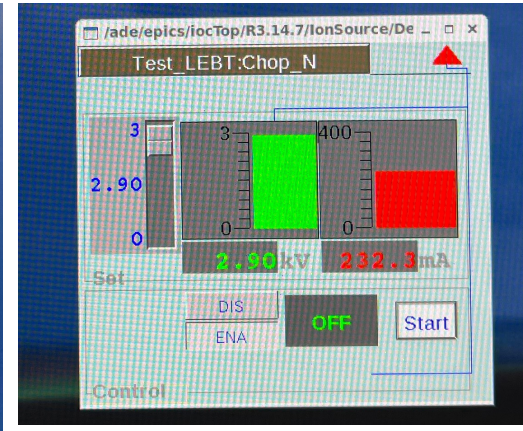 /ade/epics/iocTop/R3.14.7/IonSource/De
Test_LEBT:Chop_N
3
2.90
0
3
0
400
0
2.90kV
232.3mA
Set
DIS
ENA
OFF
Start
Control